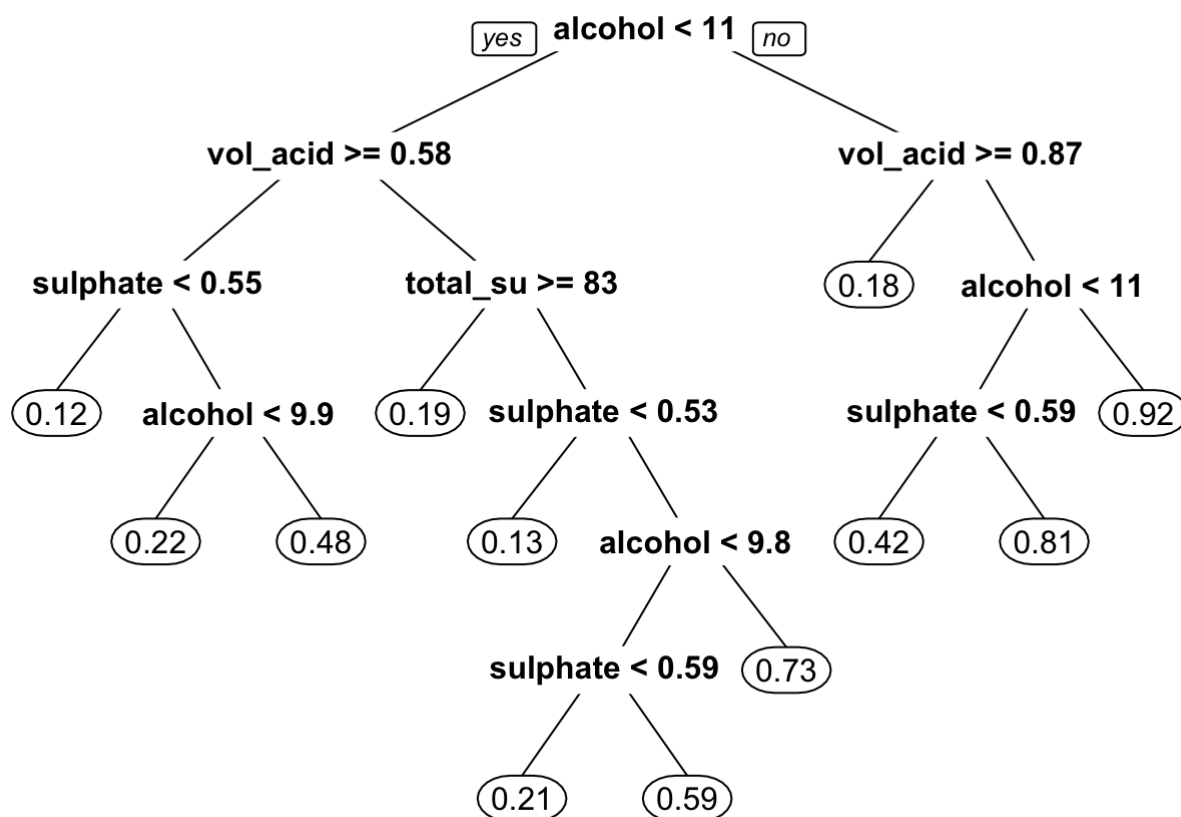 yes alcohol < 11 no
vol_acid >= 0.58 vol_acid >= 0.87
sulphate < 0.55 total_su >= 83 0.18 alcohol < 11
0.12 alcohol < 9.9 0.19 sulphate < 0.53 sulphate < 0.59 0.92
0.22 0.48 0.13 alcohol < 9.8 0.42 0.81
sulphate < 0.59 0.73
0.21 0.59